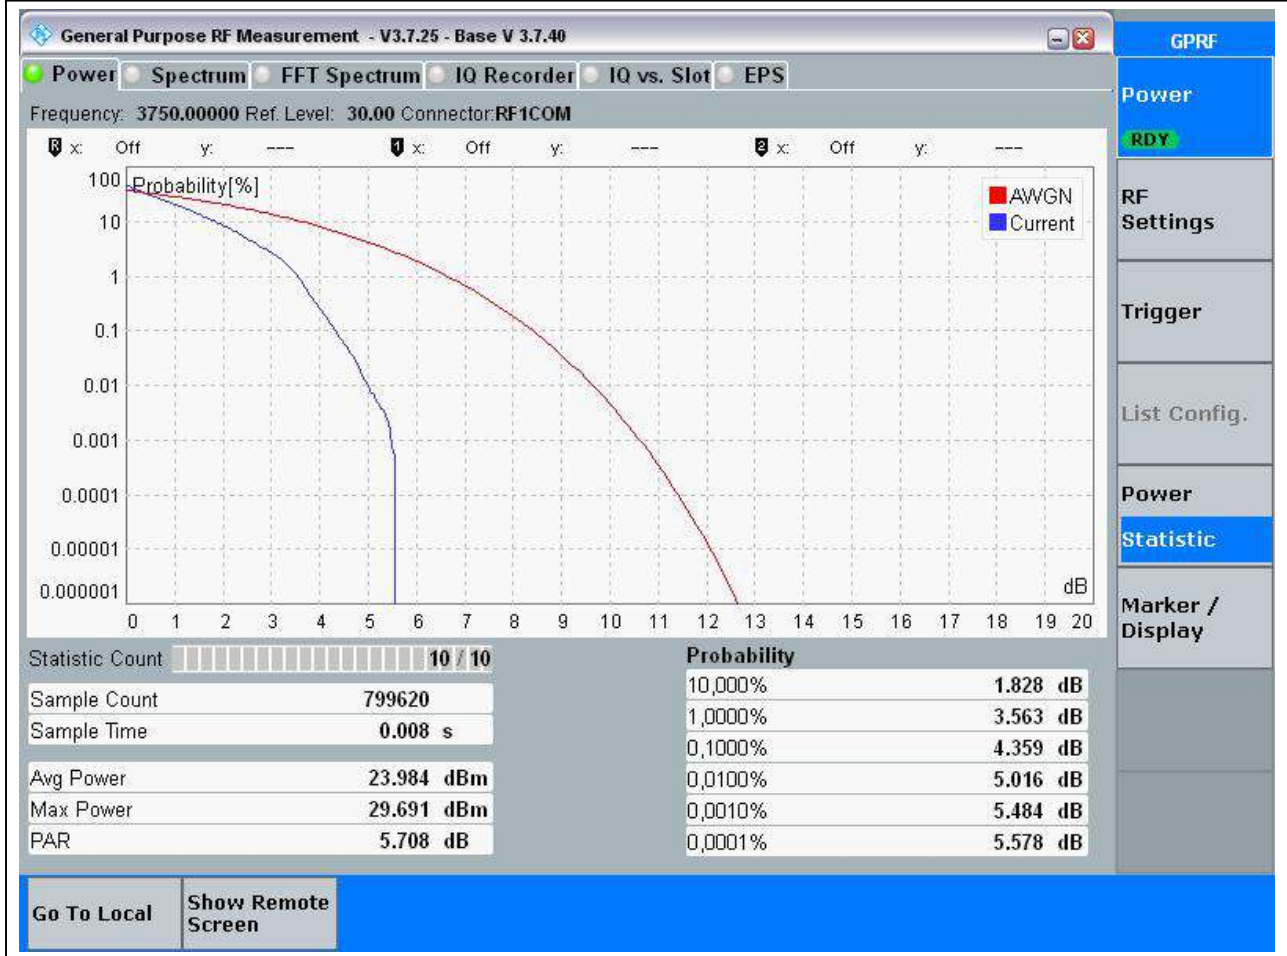 General Purpose RF Measurement - V3.7.25 - Base V 3.7.40
GPRF
Power Spectrum FFT Spectrum IQ Recorder IQ vs. Slot EPS
Frequency: 3750.00000 Ref. Level: 30.00 Connector:RF1COM
R x: Off y: --- 1 x: Off y: --- 2 x: Off y: ---
Probability[%]
AWGN
Current
100
10
1
0.1
0.01
0.001
0.0001
0.00001
0.000001
dB
0 1 2 3 4 5 6 7 8 9 10 11 12 13 14 15 16 17 18 19 20
Statistic Count 10 / 10
Sample Count 799620
Sample Time 0.008 s
Avg Power 23.984 dBm
Max Power 29.691 dBm
PAR 5.708 dB
Probability
10,000% 1.828 dB
1,0000% 3.563 dB
0,1000% 4.359 dB
0,0100% 5.016 dB
0,0010% 5.484 dB
0,0001% 5.578 dB
Power
RDY
RF
Settings
Trigger
List Config.
Power
Statistic
Marker /
Display
Go To Local
Show Remote
Screen